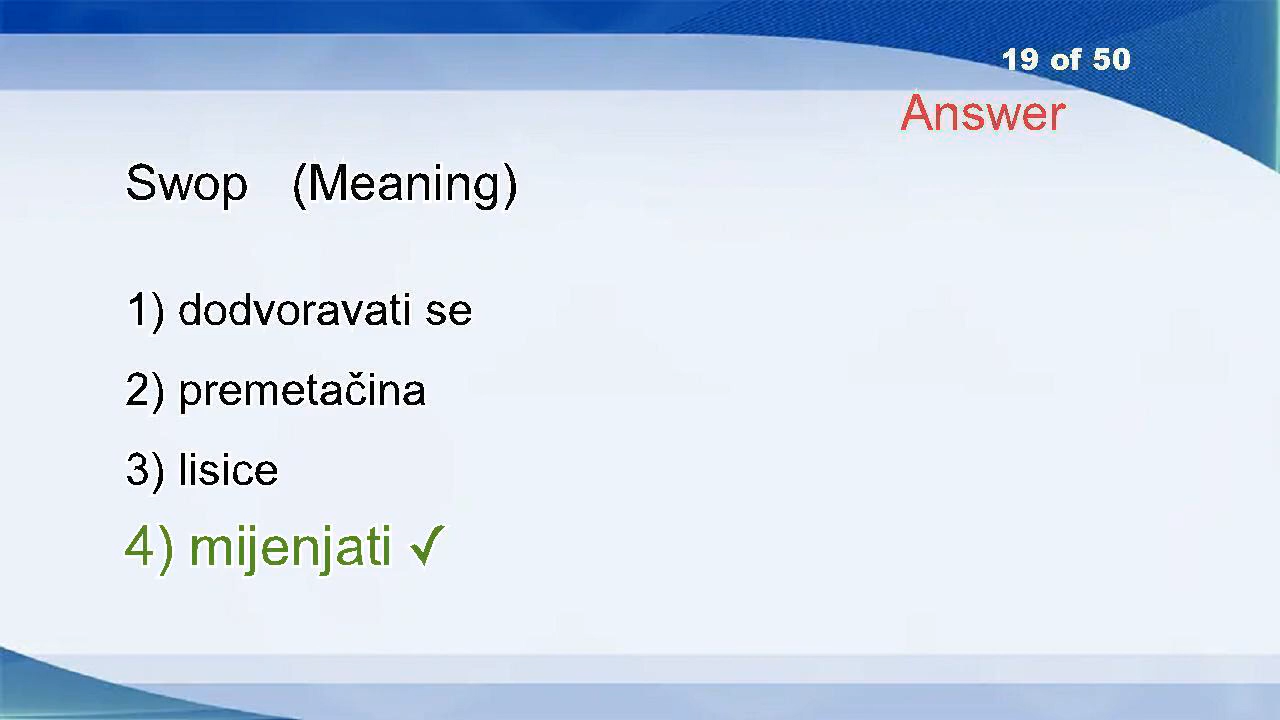 19 of 50
Answer
Swop (Meaning)
1) dodvoravati se
2) premetačina
3) lisice
4) mijenjati ✓